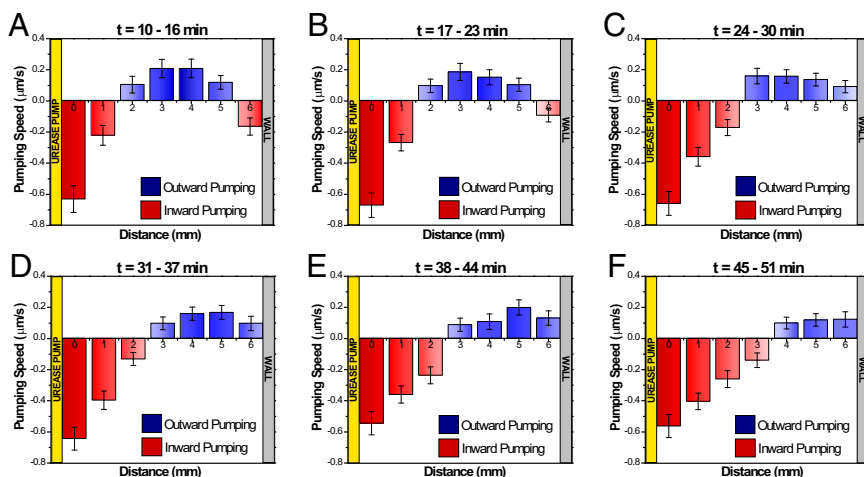 A
t = 10 - 16 min
Pumping Speed (μm/s)
0.4
0.2
0.0
-0.2
-0.4
-0.6
-0.8
UREASE PUMP
0 1 2 3 4 5 6
WALL
Outward Pumping
Inward Pumping
Distance (mm)
B
t = 17 - 23 min
Pumping Speed (μm/s)
0.4
0.2
0.0
-0.2
-0.4
-0.6
-0.8
UREASE PUMP
0 1 2 3 4 5 6
WALL
Outward Pumping
Inward Pumping
Distance (mm)
C
t = 24 - 30 min
Pumping Speed (μm/s)
0.4
0.2
0.0
-0.2
-0.4
-0.6
-0.8
UREASE PUMP
0 1 2 3 4 5 6
WALL
Outward Pumping
Inward Pumping
Distance (mm)
D
t = 31 - 37 min
Pumping Speed (μm/s)
0.4
0.2
0.0
-0.2
-0.4
-0.6
-0.8
UREASE PUMP
0 1 2 3 4 5 6
WALL
Outward Pumping
Inward Pumping
Distance (mm)
E
t = 38 - 44 min
Pumping Speed (μm/s)
0.4
0.2
0.0
-0.2
-0.4
-0.6
-0.8
UREASE PUMP
0 1 2 3 4 5 6
WALL
Outward Pumping
Inward Pumping
Distance (mm)
F
t = 45 - 51 min
Pumping Speed (μm/s)
0.4
0.2
0.0
-0.2
-0.4
-0.6
-0.8
UREASE PUMP
0 1 2 3 4 5 6
WALL
Outward Pumping
Inward Pumping
Distance (mm)